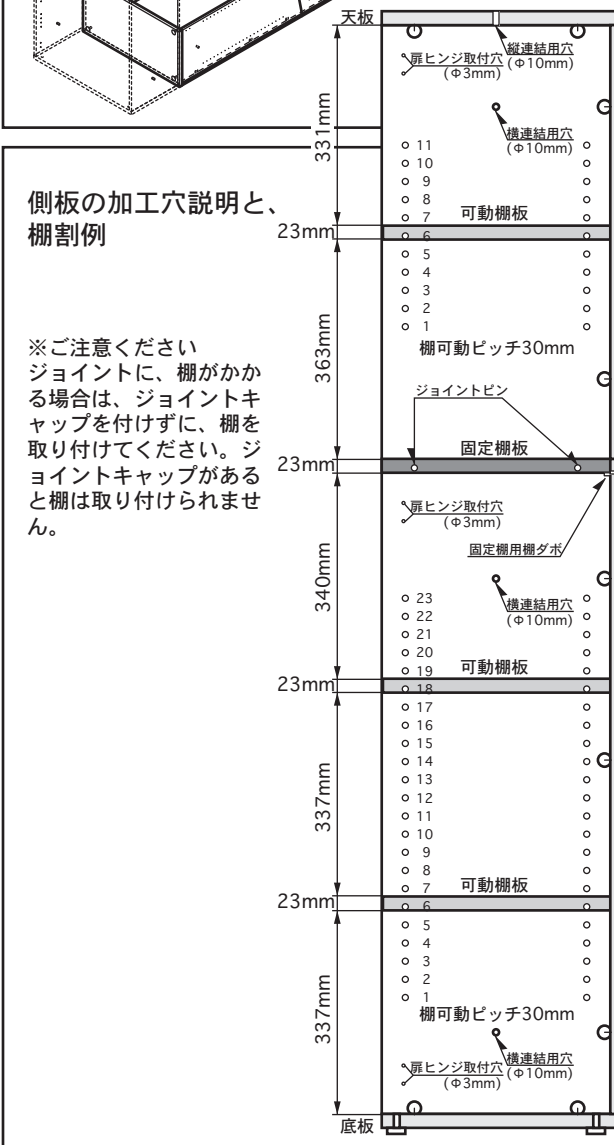 側板の加工穴説明と、
棚割例
※ご注意ください
ジョイントに、棚がかか
る場合は、ジョイントキ
ャップを付けずに、棚を
取り付けてください。ジ
ョイントキャップがある
と棚は取り付けられませ
ん。
天板
縦連結用穴
(Φ10mm)
扉ヒンジ取付穴
(Φ3mm)
横連結用穴
(Φ10mm)
331mm
11
10
9
8
7
可動棚板
23mm
6
5
4
3
2
1
棚可動ピッチ30mm
363mm
ジョイントピン
固定棚板
23mm
扉ヒンジ取付穴
(Φ3mm)
固定棚用棚ダボ
340mm
横連結用穴
(Φ10mm)
23
22
21
20
19
可動棚板
23mm
18
17
16
15
14
13
12
11
10
9
8
7
337mm
可動棚板
23mm
6
5
4
3
2
1
棚可動ピッチ30mm
337mm
横連結用穴
(Φ10mm)
扉ヒンジ取付穴
(Φ3mm)
底板